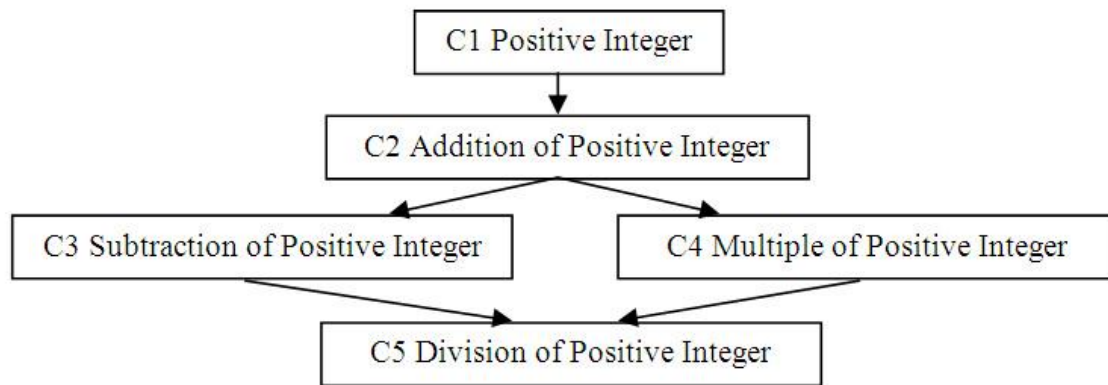 C1 Positive Integer
C2 Addition of Positive Integer
C3 Subtraction of Positive Integer
C4 Multiple of Positive Integer
C5 Division of Positive Integer